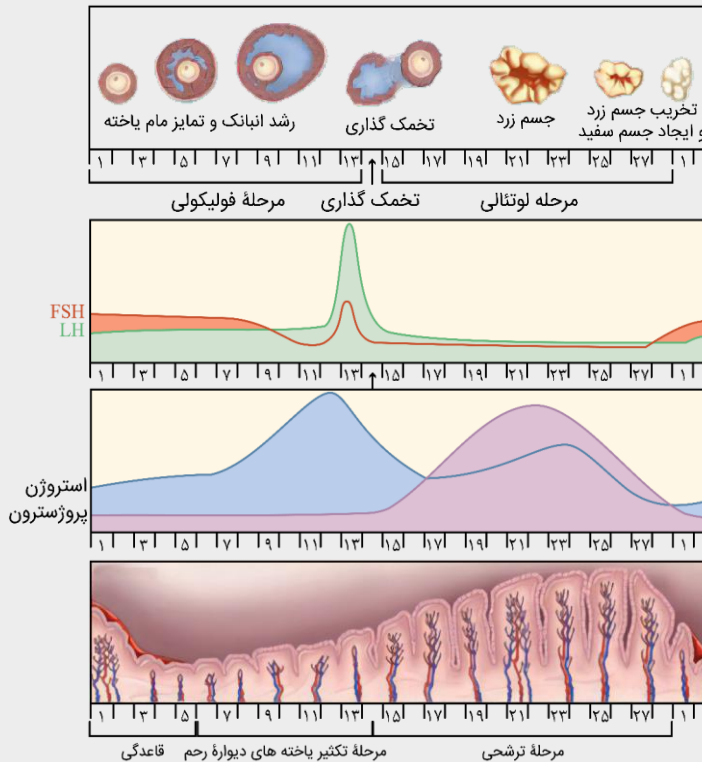 رشد انبانک و تمایز مام یاخته
تخمک گذاری
جسم زرد
تخریب جسم زرد
و ایجاد جسم سفید
۱ ۳ ۵ ۷ ۹ ۱۱ ۱۳ ۱۵ ۱۷ ۱۹ ۲۱ ۲۳ ۲۵ ۲۷ ۱
مرحلهٔ فولیکولی
تخمک گذاری
مرحله لوتئالی
FSH
LH
۱ ۳ ۵ ۷ ۹ ۱۱ ۱۳ ۱۵ ۱۷ ۱۹ ۲۱ ۲۳ ۲۵ ۲۷ ۱
استروژن
پروژسترون
۱ ۳ ۵ ۷ ۹ ۱۱ ۱۳ ۱۵ ۱۷ ۱۹ ۲۱ ۲۳ ۲۵ ۲۷ ۱
۱ ۳ ۵ ۷ ۹ ۱۱ ۱۳ ۱۵ ۱۷ ۱۹ ۲۱ ۲۳ ۲۵ ۲۷ ۱
قاعدگی
مرحلهٔ تکثیر یاخته های دیوارهٔ رحم
مرحلهٔ ترشحی